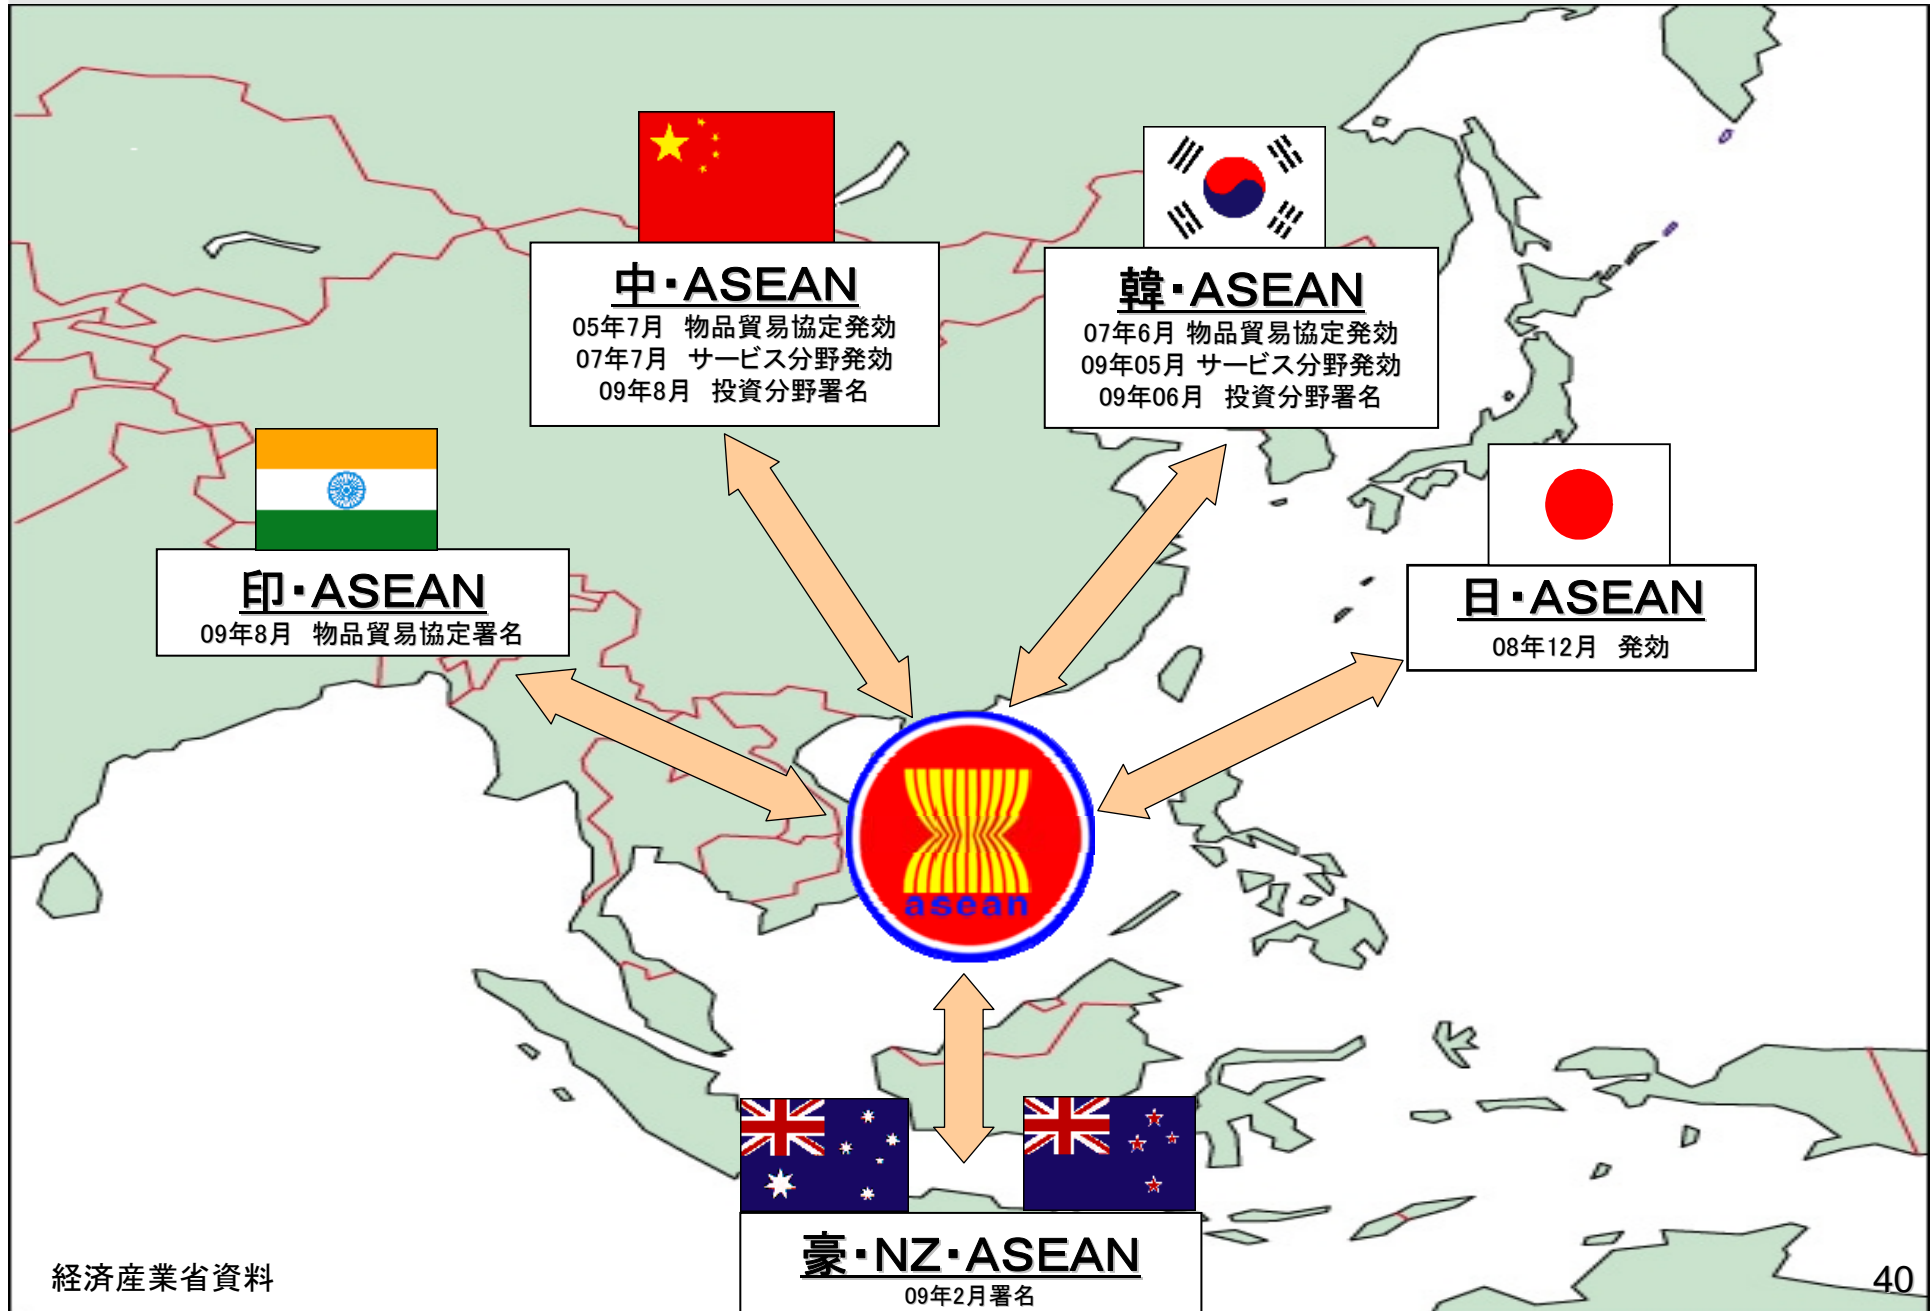 中・ASEAN
05年7月 物品貿易協定発効
07年7月 サービス分野発効
09年8月 投資分野署名
韓・ASEAN
07年6月 物品貿易協定発効
09年05月 サービス分野発効
09年06月 投資分野署名
印・ASEAN
09年8月 物品貿易協定署名
日・ASEAN
08年12月 発効
asean
豪・NZ・ASEAN
09年2月署名
経済産業省資料
40